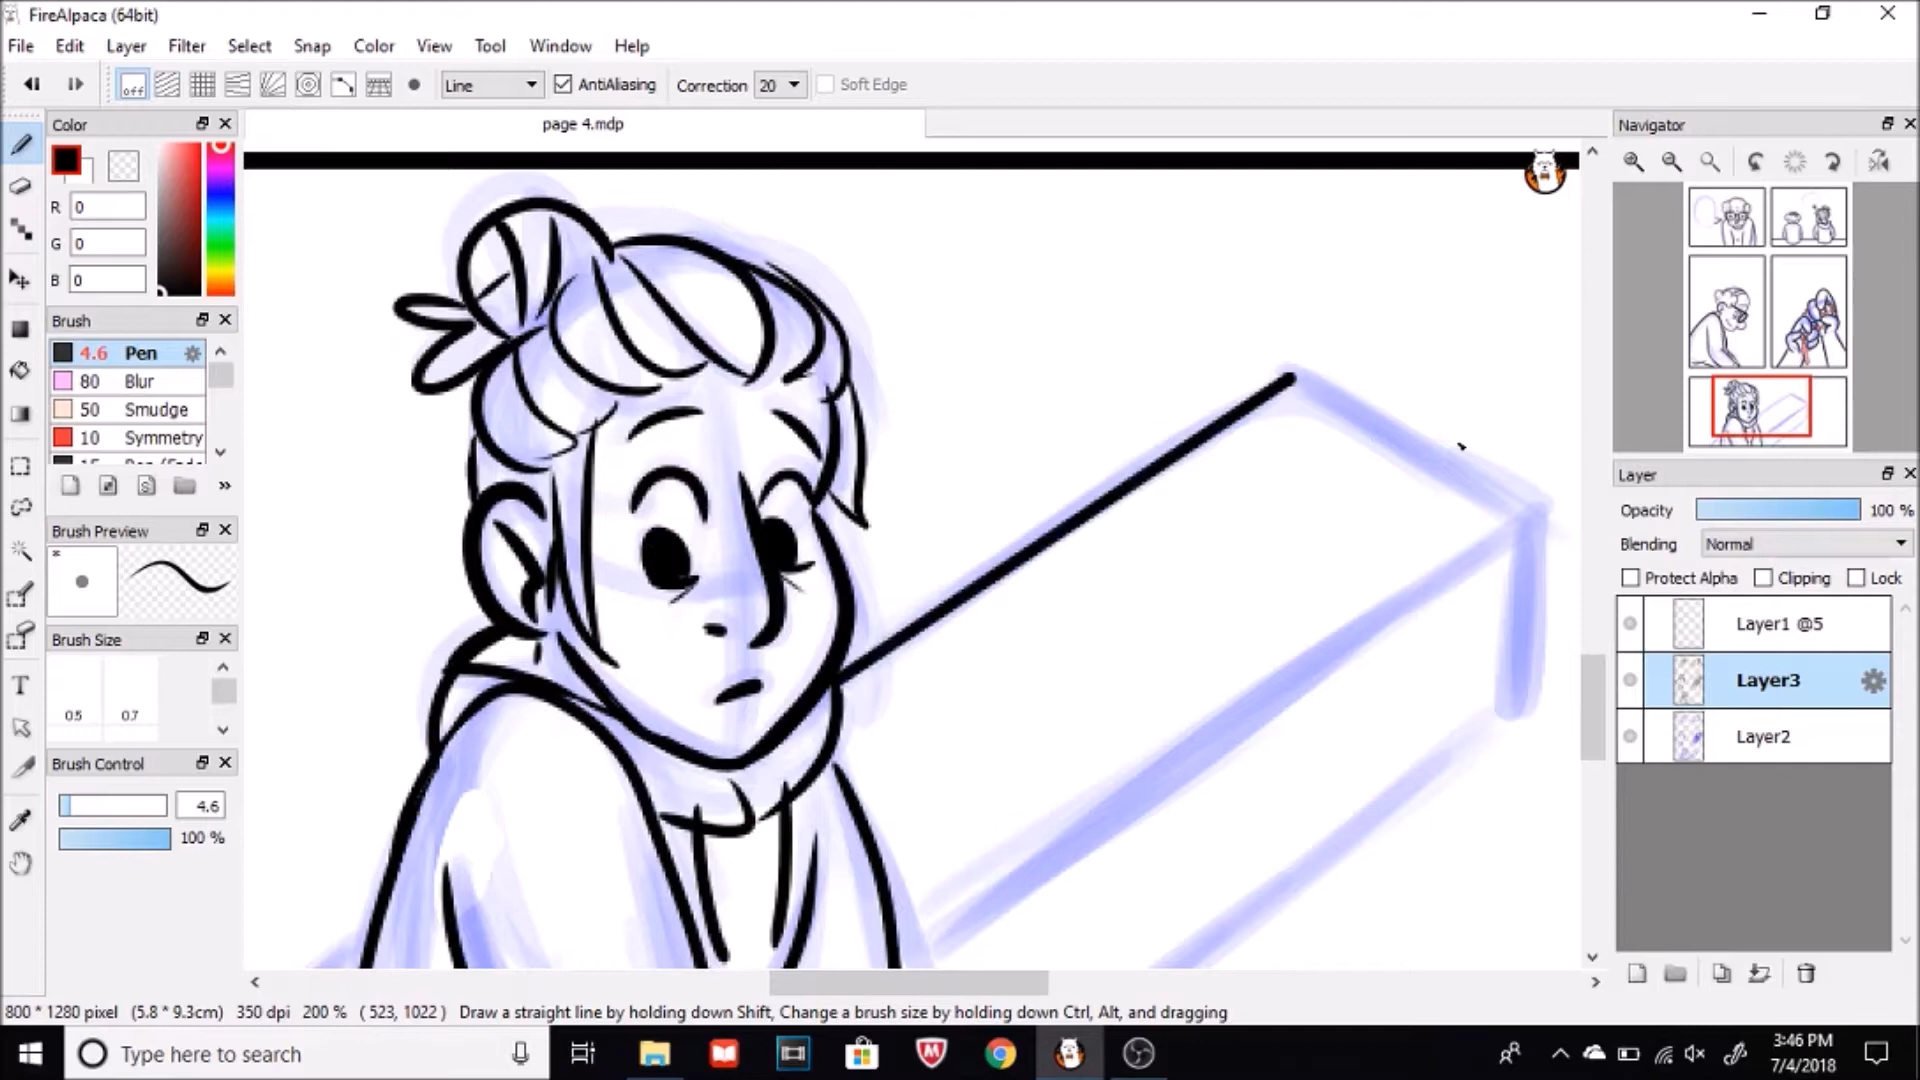 FireAlpaca (64bit)
File Edit Layer Filter Select Snap Color View Tool Window Help
off Line AntiAliasing Correction 20 Soft Edge
Color
page 4.mdp
Navigator
R 0
G 0
B 0
Brush
4.6 Pen
80 Blur
50 Smudge
10 Symmetry
Brush Preview
Brush Size
0.5 0.7
Brush Control
4.6
100 %
Layer
Opacity 100 %
Blending Normal
Protect Alpha Clipping Lock
Layer1 @5
Layer3
Layer2
800 * 1280 pixel (5.8 * 9.3cm) 350 dpi 200 % ( 523, 1022 ) Draw a straight line by holding down Shift, Change a brush size by holding down Ctrl, Alt, and dragging
Type here to search
3:46 PM
7/4/2018